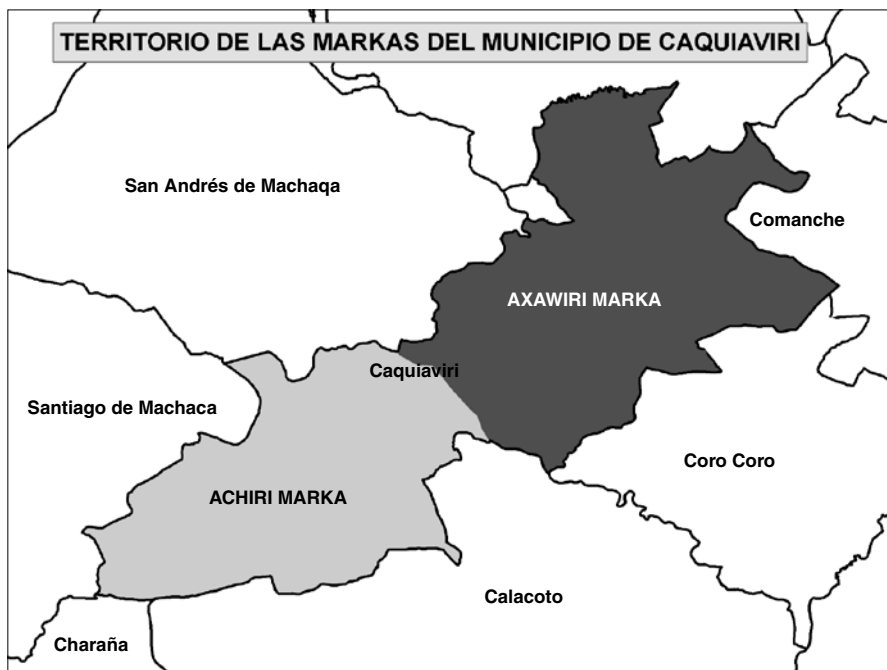 TERRITORIO DE LAS MARKAS DEL MUNICIPIO DE CAQUIAVIRI
San Andrés de Machaqa
Comanche
AXAWIRI MARKA
Caquiaviri
Santiago de Machaca
Coro Coro
ACHIRI MARKA
Calacoto
Charaña